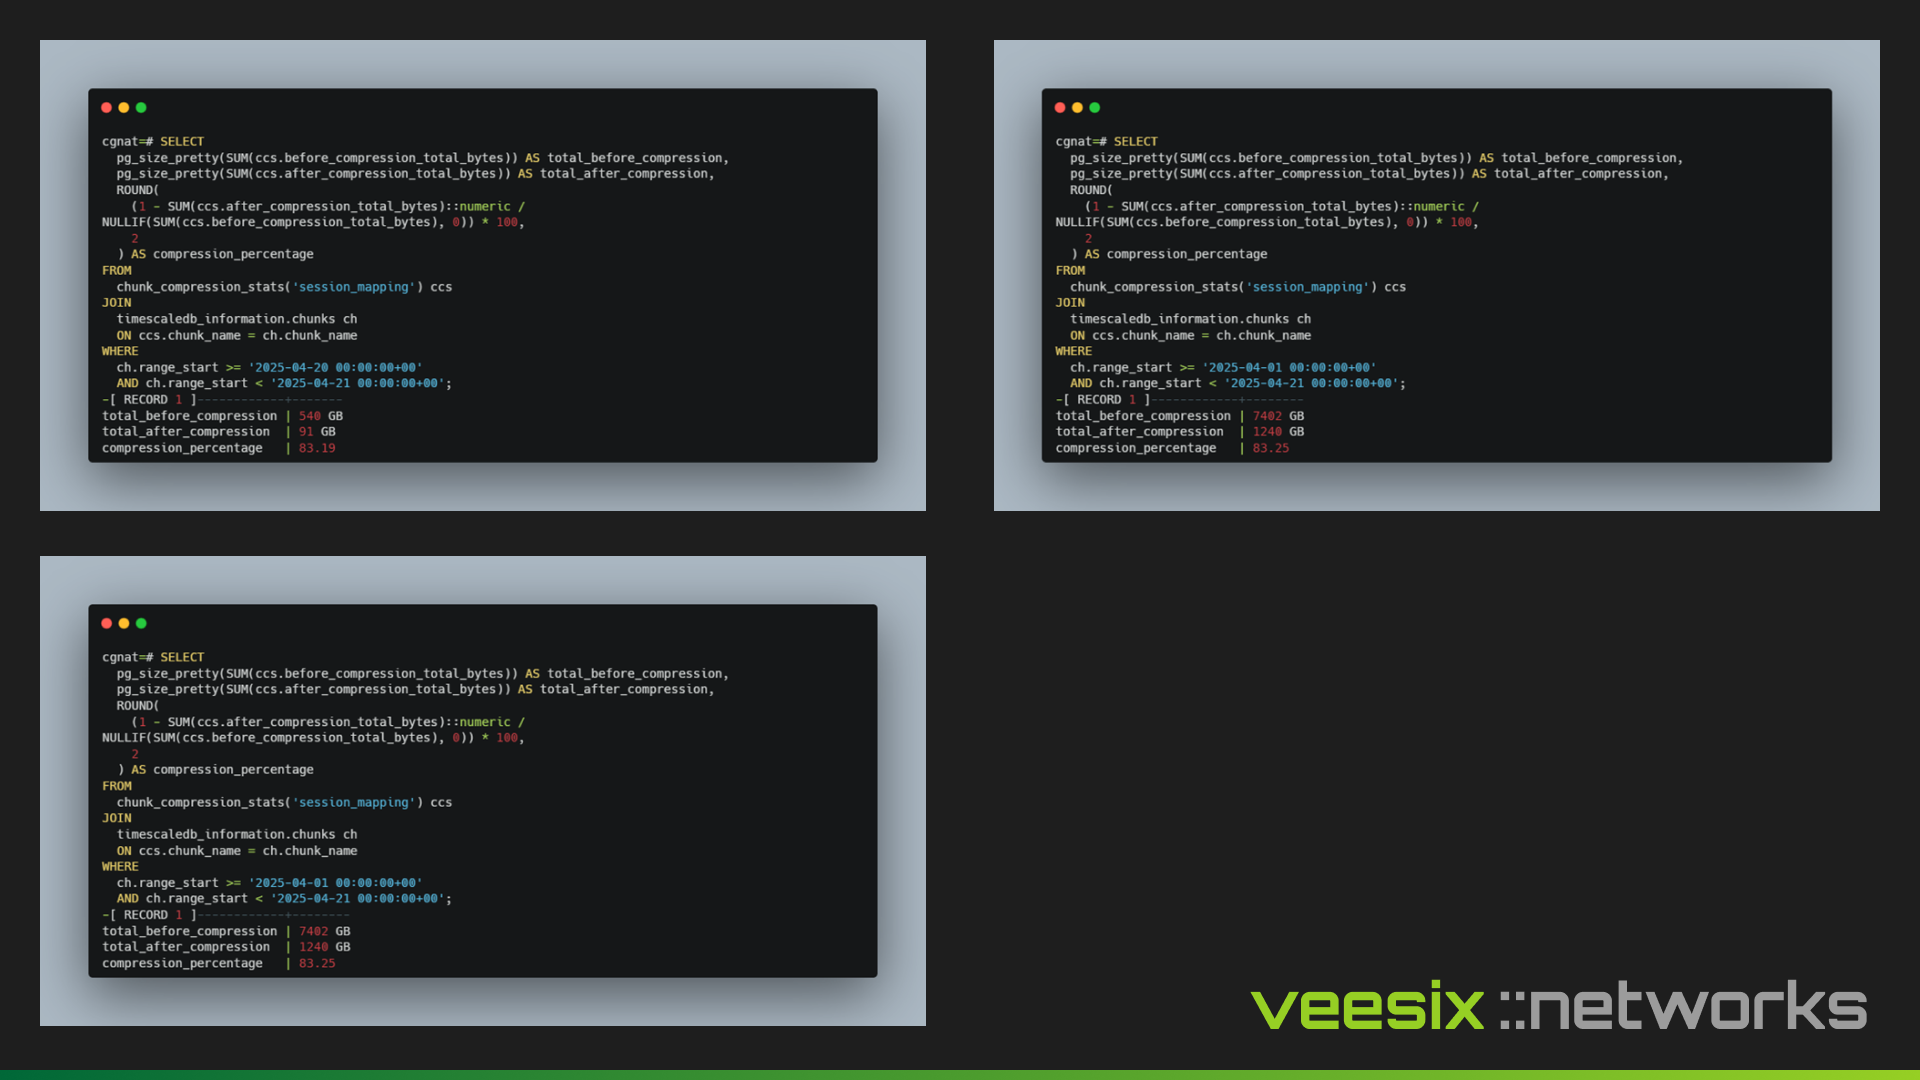 cgnat=# SELECT
  pg_size_pretty(SUM(ccs.before_compression_total_bytes)) AS total_before_compression,
  pg_size_pretty(SUM(ccs.after_compression_total_bytes)) AS total_after_compression,
  ROUND(
    (1 - SUM(ccs.after_compression_total_bytes)::numeric /
NULLIF(SUM(ccs.before_compression_total_bytes), 0)) * 100,
    2
  ) AS compression_percentage
FROM
  chunk_compression_stats('session_mapping') ccs
JOIN
  timescaledb_information.chunks ch
  ON ccs.chunk_name = ch.chunk_name
WHERE
  ch.range_start >= '2025-04-20 00:00:00+00'
  AND ch.range_start < '2025-04-21 00:00:00+00';
-[ RECORD 1 ]------------+-------
total_before_compression | 540 GB
total_after_compression  | 91 GB
compression_percentage   | 83.19
cgnat=# SELECT
  pg_size_pretty(SUM(ccs.before_compression_total_bytes)) AS total_before_compression,
  pg_size_pretty(SUM(ccs.after_compression_total_bytes)) AS total_after_compression,
  ROUND(
    (1 - SUM(ccs.after_compression_total_bytes)::numeric /
NULLIF(SUM(ccs.before_compression_total_bytes), 0)) * 100,
    2
  ) AS compression_percentage
FROM
  chunk_compression_stats('session_mapping') ccs
JOIN
  timescaledb_information.chunks ch
  ON ccs.chunk_name = ch.chunk_name
WHERE
  ch.range_start >= '2025-04-01 00:00:00+00'
  AND ch.range_start < '2025-04-21 00:00:00+00';
-[ RECORD 1 ]------------+--------
total_before_compression | 7402 GB
total_after_compression  | 1240 GB
compression_percentage   | 83.25
cgnat=# SELECT
  pg_size_pretty(SUM(ccs.before_compression_total_bytes)) AS total_before_compression,
  pg_size_pretty(SUM(ccs.after_compression_total_bytes)) AS total_after_compression,
  ROUND(
    (1 - SUM(ccs.after_compression_total_bytes)::numeric /
NULLIF(SUM(ccs.before_compression_total_bytes), 0)) * 100,
    2
  ) AS compression_percentage
FROM
  chunk_compression_stats('session_mapping') ccs
JOIN
  timescaledb_information.chunks ch
  ON ccs.chunk_name = ch.chunk_name
WHERE
  ch.range_start >= '2025-04-01 00:00:00+00'
  AND ch.range_start < '2025-04-21 00:00:00+00';
-[ RECORD 1 ]------------+--------
total_before_compression | 7402 GB
total_after_compression  | 1240 GB
compression_percentage   | 83.25
veesix ::networks